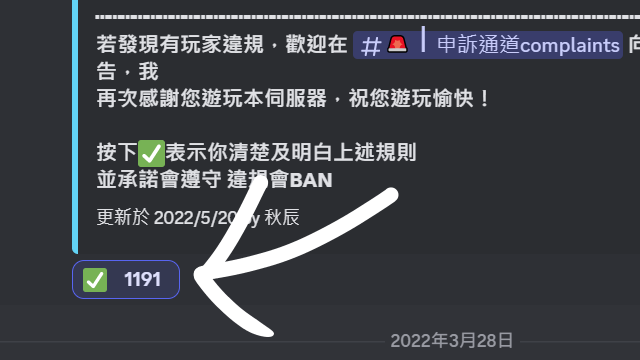 若發現有玩家違規，歡迎在 #🚨 | 申訴通道complaints 向
告，我
再次感謝您遊玩本伺服器，祝您遊玩愉快！
按下✅表示你清楚及明白上述規則
並承諾會遵守 違規會BAN
更新於 2022/5/20 by 秋辰
✅ 1191
2022年3月28日